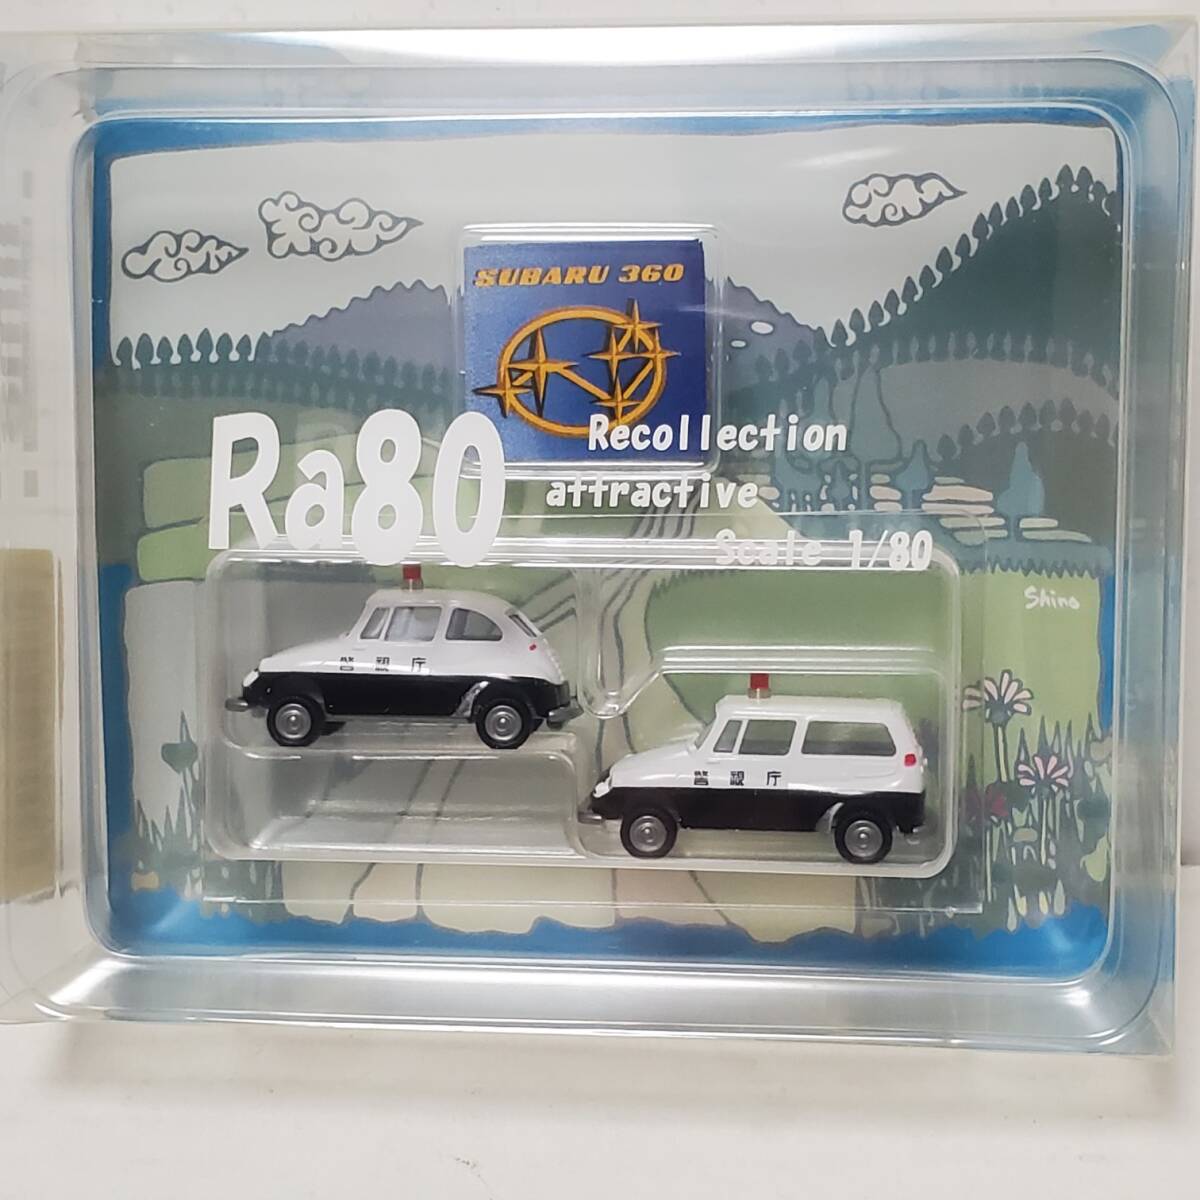 SUBARU 360
Ra80
Recollection
attractive
Scale 1/80
Shino
警視庁
警視庁